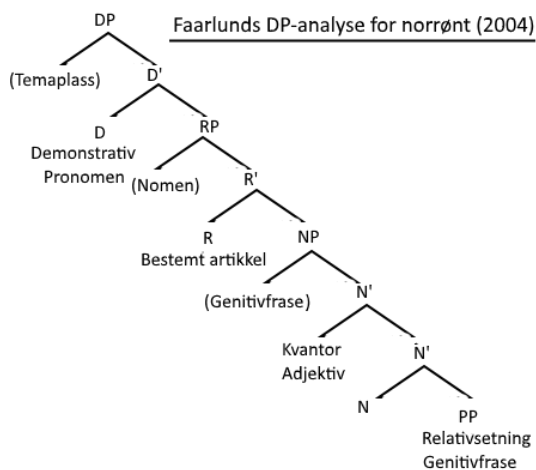 DP
Faarlunds DP-analyse for norrønt (2004)
(Temaplass)
D'
D
Demonstrativ
Pronomen
RP
(Nomen)
R'
R
Bestemt artikkel
NP
(Genitivfrase)
N'
Kvantor
Adjektiv
N'
N
PP
Relativsetning
Genitivfrase